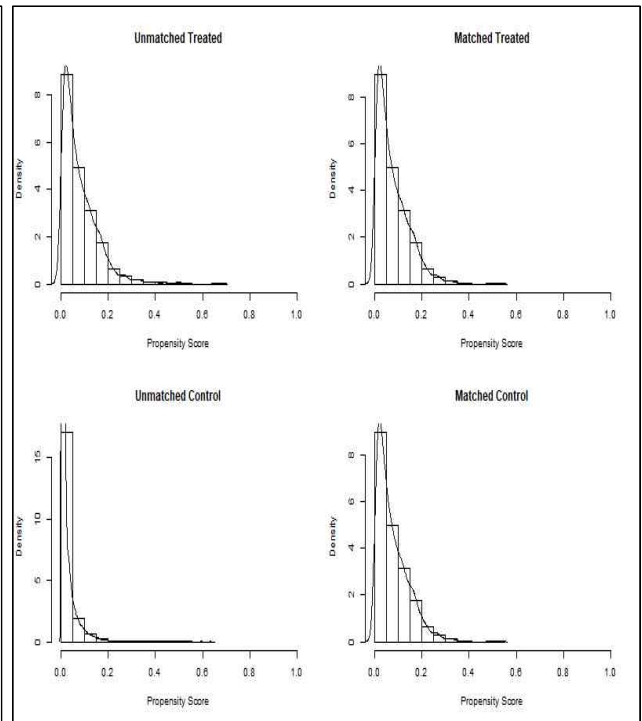 Unmatched Treated
Density
0 2 4 6 8
0.0 0.2 0.4 0.6 0.8 1.0
Propensity Score
Matched Treated
Density
0 2 4 6 8
0.0 0.2 0.4 0.6 0.8 1.0
Propensity Score
Unmatched Control
Density
0 5 10 15
0.0 0.2 0.4 0.6 0.8 1.0
Propensity Score
Matched Control
Density
0 2 4 6 8
0.0 0.2 0.4 0.6 0.8 1.0
Propensity Score